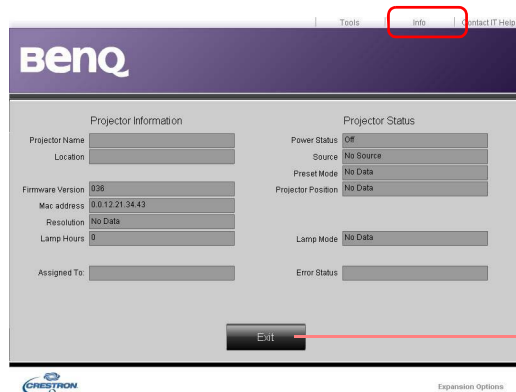 Tools
Info
Contact IT Help
BenQ
Projector Information
Projector Name
Location
Firmware Version 036
Mac address 0.0.12.21.34.43
Resolution No Data
Lamp Hours 0
Assigned To:
Projector Status
Power Status Off
Source No Source
Preset Mode No Data
Projector Position No Data
Lamp Mode No Data
Error Status
Exit
CRESTRON
Expansion Options